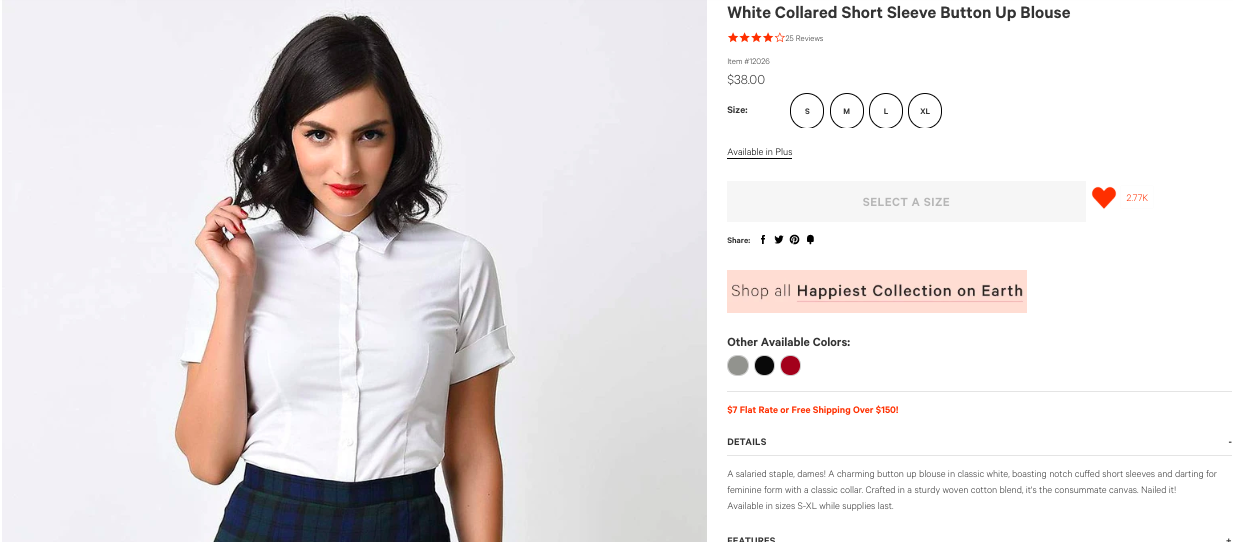 White Collared Short Sleeve Button Up Blouse
25 Reviews
Item #12026
$38.00
Size: S M L XL
Available in Plus
SELECT A SIZE 2.77K
Share:
Shop all Happiest Collection on Earth
Other Available Colors:
$7 Flat Rate or Free Shipping Over $150!
DETAILS -
A salaried staple, dames! A charming button up blouse in classic white, boasting notch cuffed short sleeves and darting for
feminine form with a classic collar. Crafted in a sturdy woven cotton blend, it's the consummate canvas. Nailed it!
Available in sizes S-XL while supplies last.
FEATURES +